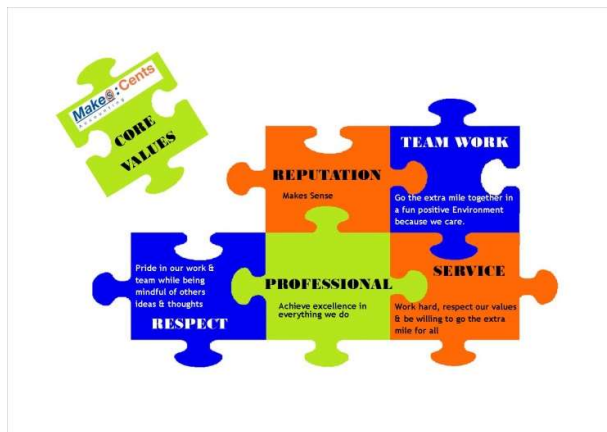 Makes:Cents
Accounting
CORE
VALUES
TEAM WORK
Go the extra mile together in
a fun positive Environment
because we care.
REPUTATION
Makes Sense
Pride in our work &
team while being
mindful of others
ideas & thoughts
RESPECT
PROFESSIONAL
Achieve excellence in
everything we do
SERVICE
Work hard, respect our values
& be willing to go the extra
mile for all